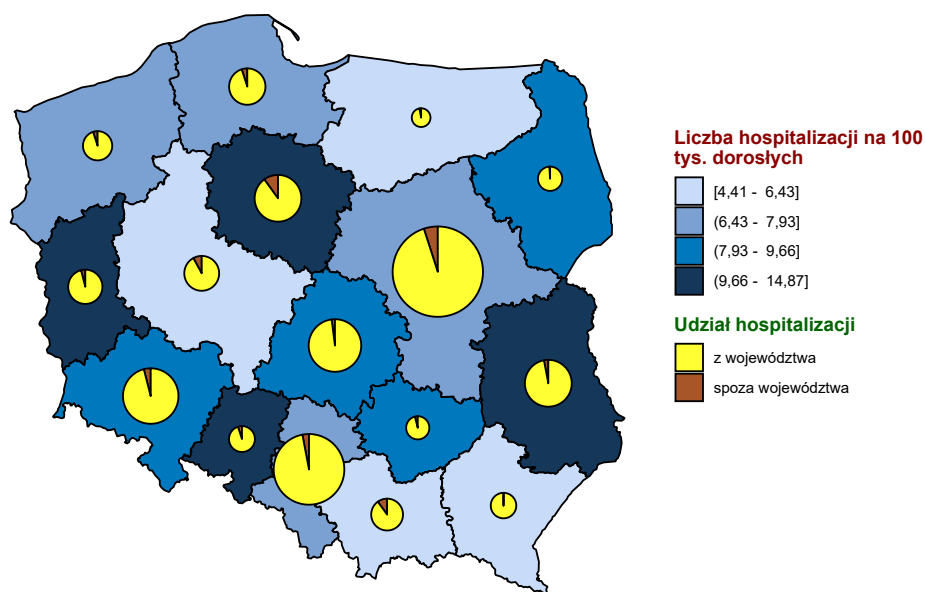 Liczba hospitalizacji na 100
tys. dorosłych
[4,41 - 6,43]
(6,43 - 7,93]
(7,93 - 9,66]
(9,66 - 14,87]
Udział hospitalizacji
z województwa
spoza województwa